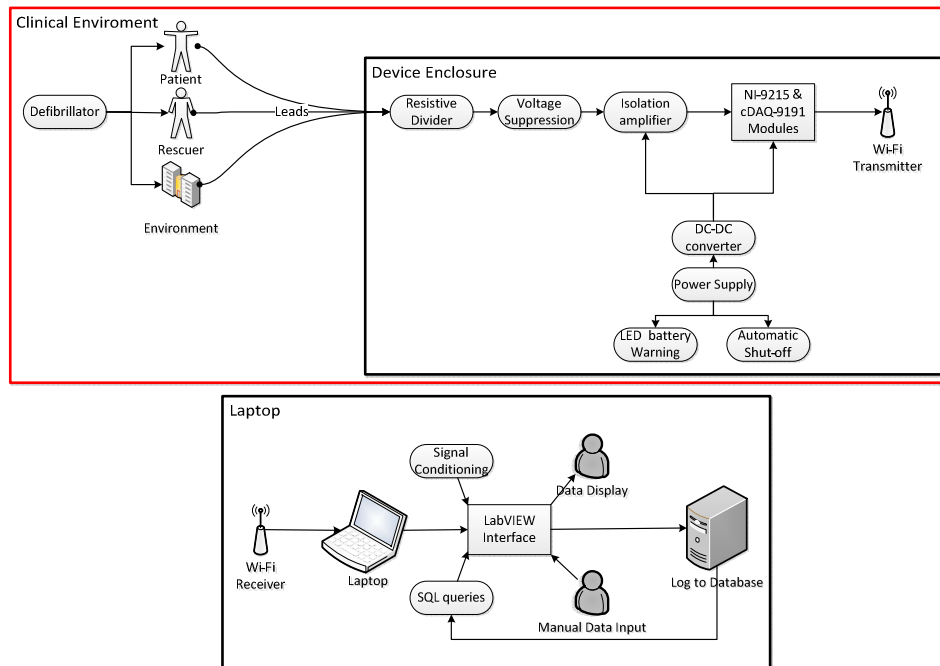 Clinical Enviroment
Patient
Defibrillator
Leads
Rescuer
Environment
Device Enclosure
Resistive
Divider
Voltage
Suppression
Isolation
amplifier
NI-9215 &
cDAQ-9191
Modules
Wi-Fi
Transmitter
DC-DC
converter
Power Supply
LED battery
Warning
Automatic
Shut-off
Laptop
Signal
Conditioning
Data Display
LabVIEW
Interface
Wi-Fi
Receiver
Laptop
Log to Database
SQL queries
Manual Data Input